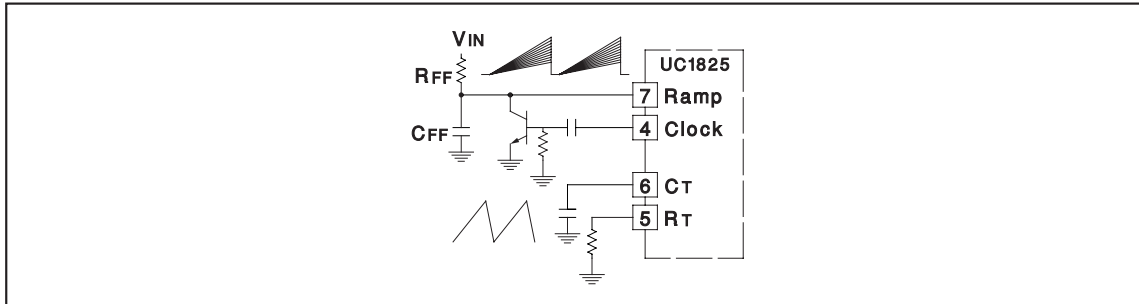 VIN
UC1825
RFF
7 Ramp
CFF
4 Clock
6 CT
5 RT